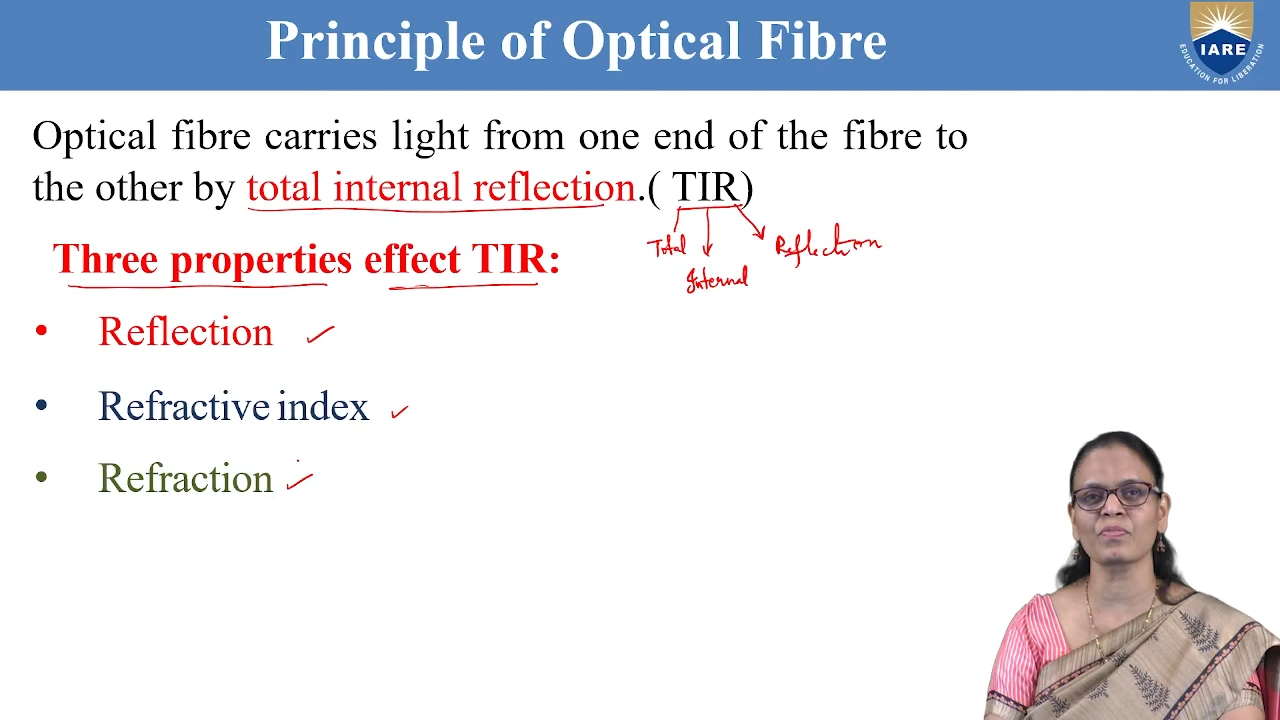 Principle of Optical Fibre
IARE
EDUCATION FOR LIBERATION
Optical fibre carries light from one end of the fibre to
the other by total internal reflection.( TIR)
Total
Internal
Reflection
Three properties effect TIR:
• Reflection
• Refractive index
• Refraction